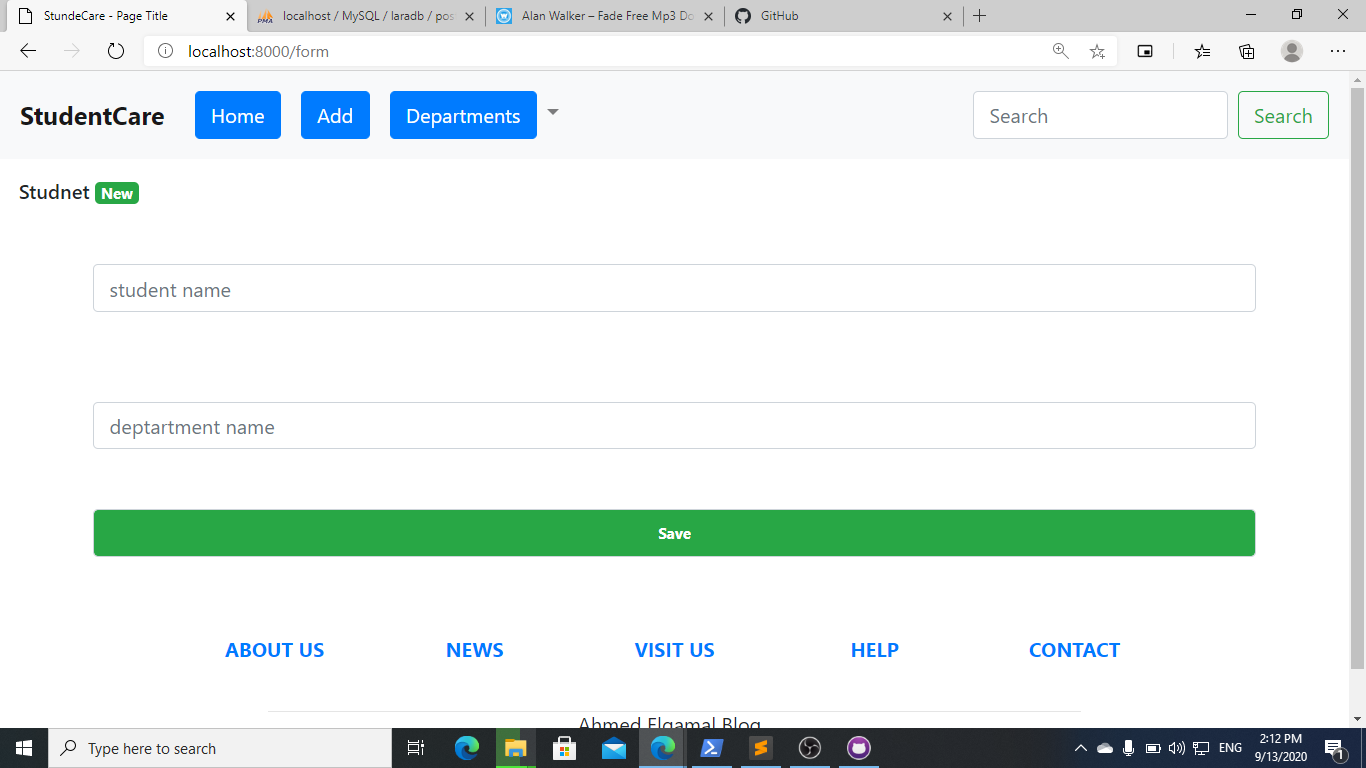 StundeCare - Page Title
localhost / MySQL / laradb / pos
Alan Walker – Fade Free Mp3 Do
GitHub
localhost:8000/form
StudentCare
Home
Add
Departments
Search
Search
Studnet New
student name
deptartment name
Save
ABOUT US
NEWS
VISIT US
HELP
CONTACT
Ahmed Elgamal Blog
Type here to search
ENG
2:12 PM
9/13/2020
1